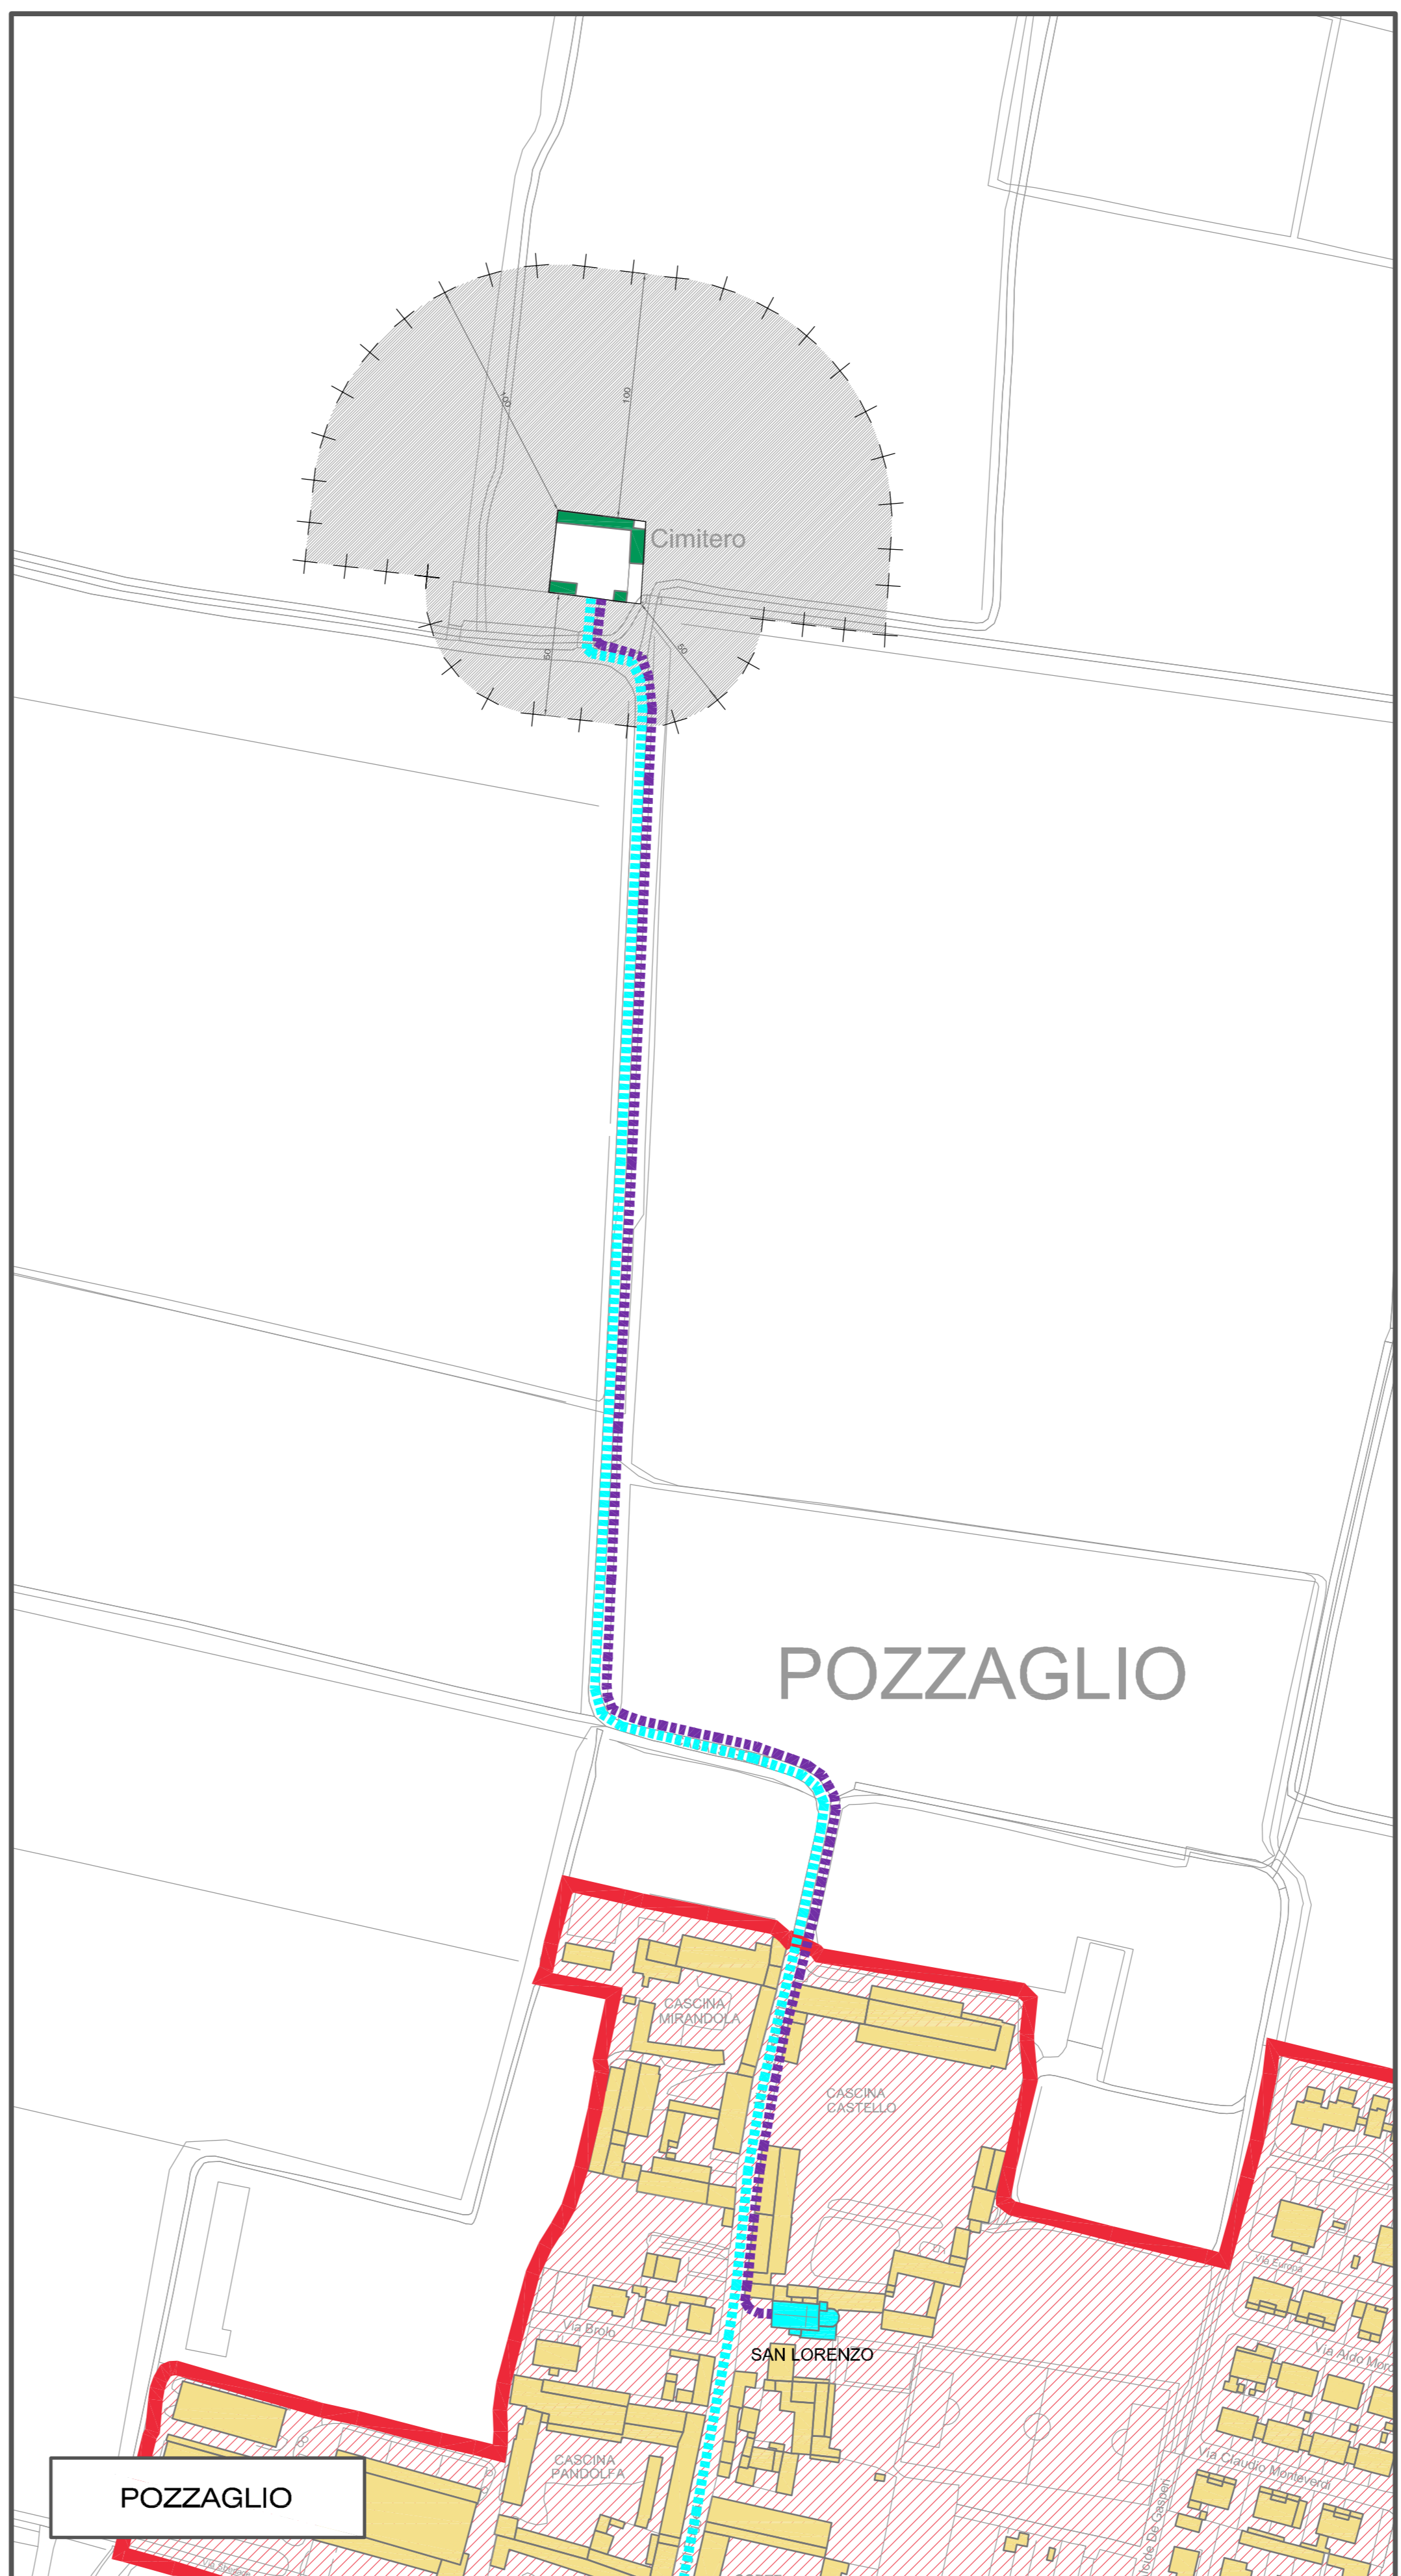 100
100
Cimitero
50
50
POZZAGLIO
CASCINA
MIRANDOLA
CASCINA
CASTELLO
Via Europa
Via Brolo
SAN LORENZO
Via Aldo Moro
CASCINA
PANDOLFA
Via Claudio Monteverdi
POZZAGLIO